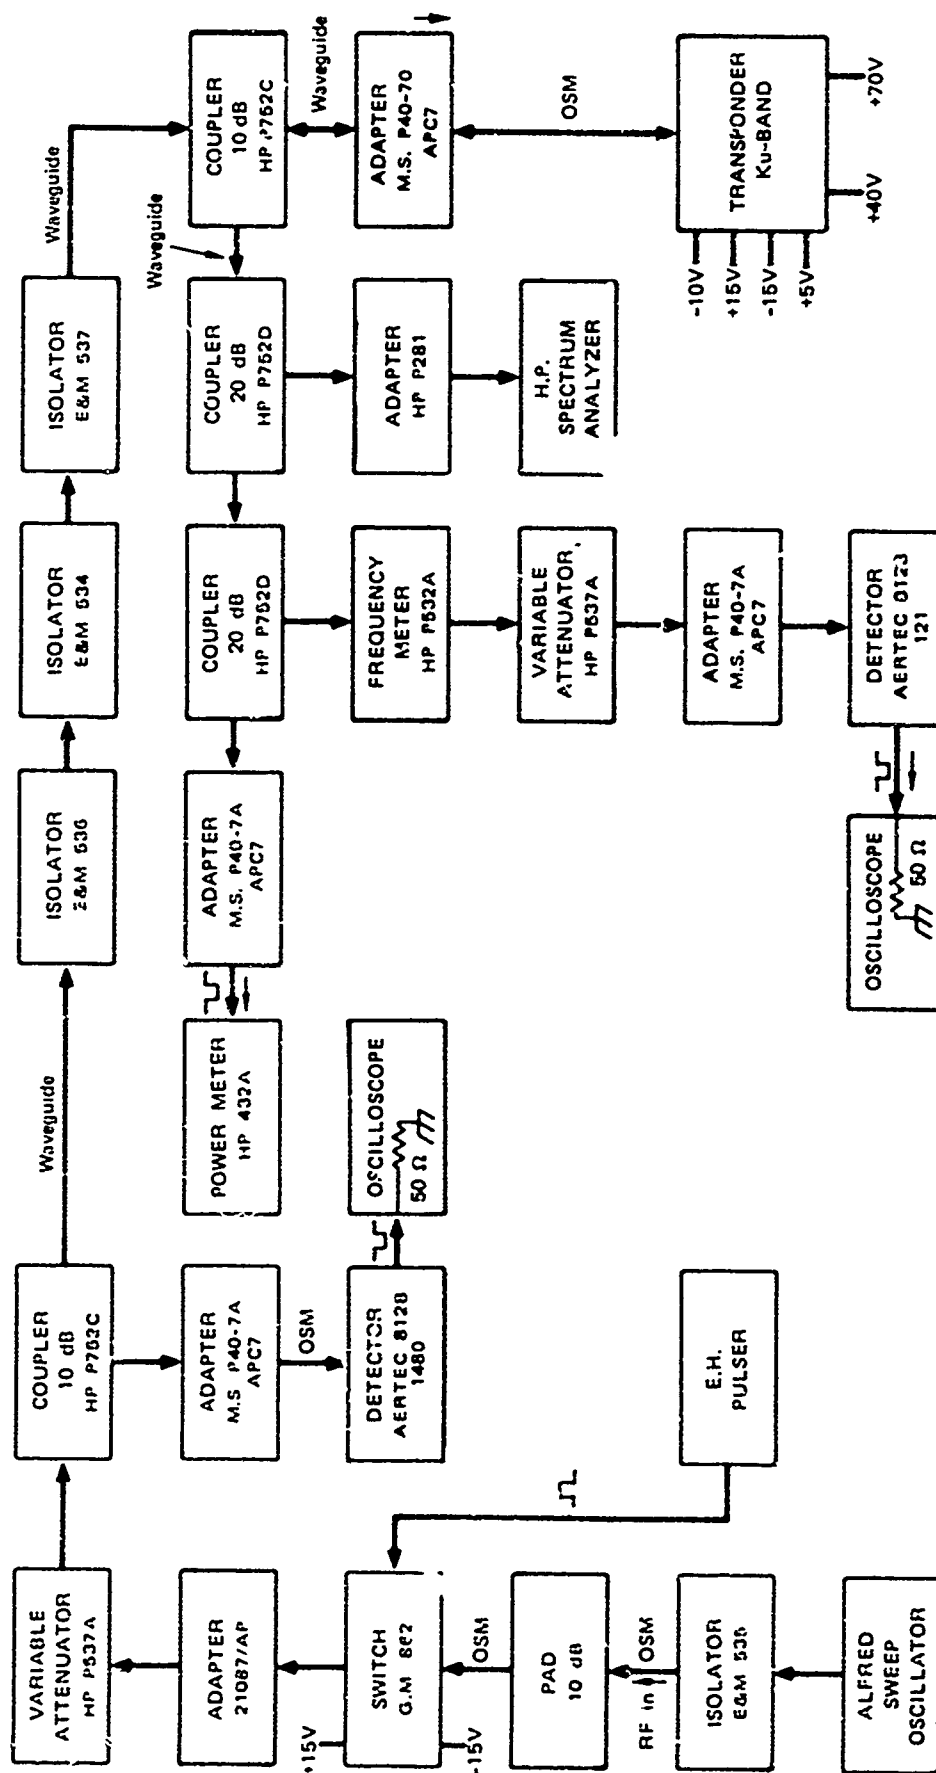 VARIABLE
ATTENUATOR
HP P537A
COUPLER
10 dB
HP P752C
Waveguide
ISOLATOR
E&M 536
ISOLATOR
E&M 534
ISOLATOR
E&M 537
Waveguide
ADAPTER
21087/AP
ADAPTER
M.S P40-7A
APC7
OSM
POWER METER
HP 432A
ADAPTER
M.S. P40-7A
APC7
COUPLER
20 dB
HP P752D
COUPLER
20 dB
HP P752D
Waveguide
COUPLER
10 dB
HP P752C
Waveguide
+15V
SWITCH
G.M 862
-15V
DETECTOR
AERTEC 812B
1480
OSCILLOSCOPE
50 Ω
FREQUENCY
METER
HP P532A
ADAPTER
HP P281
ADAPTER
M.S. P40-70
APC7
OSM
PAD
10 dB
VARIABLE
ATTENUATOR
HP P537A
H.P.
SPECTRUM
ANALYZER
OSM
RF in
OSM
ISOLATOR
E&M 535
E.H.
PULSER
ADAPTER
M.S. P40-7A
APC7
-10V
+15V
-15V
+5V
TRANSPONDER
Ku-BAND
+40V
+70V
ALFRED
SWEEP
OSCILLATOR
OSCILLOSCOPE
50 Ω
DETECTOR
AERTEC
121